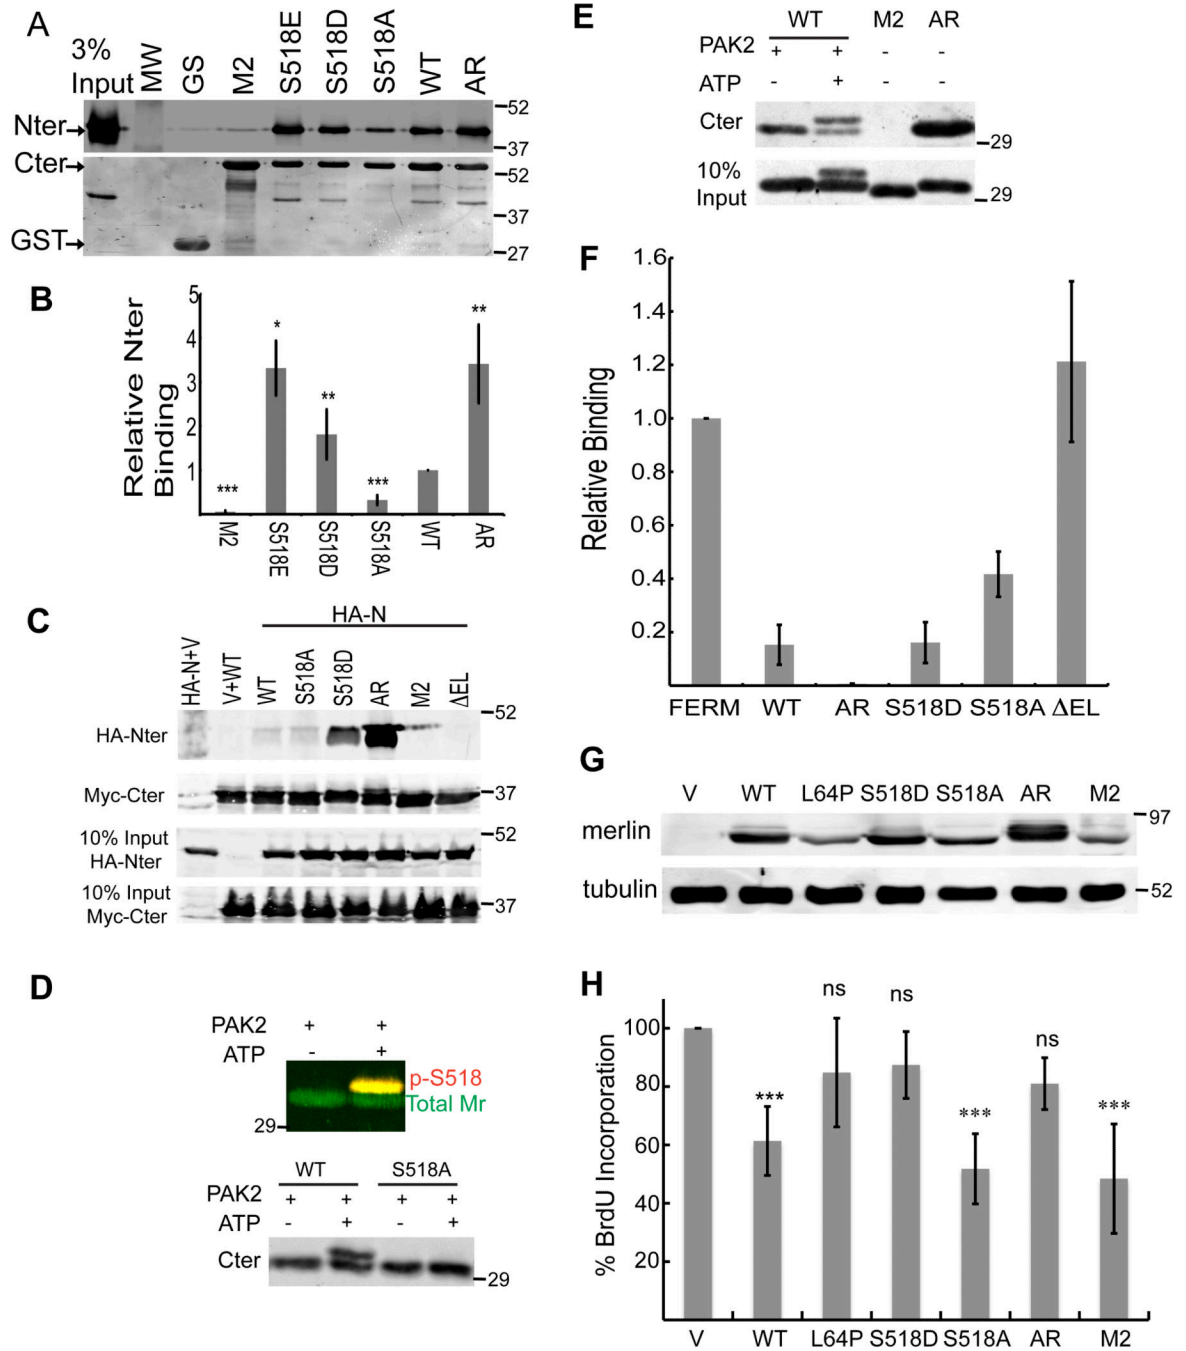 A
3%
Input
MW
GS
M2
S518E
S518D
S518A
WT
AR
Nter
52
37
Cter
52
37
GST
27
B
Relative Nter
Binding
5
4
3
2
1
***
*
**
***
**
M2
S518E
S518D
S518A
WT
AR
C
HA-N
HA-N+V
V+WT
WT
S518A
S518D
AR
M2
ΔEL
HA-Nter
52
Myc-Cter
37
10% Input
HA-Nter
52
10% Input
Myc-Cter
37
D
PAK2 + +
ATP - +
p-S518
Total Mr
29
WT S518A
PAK2 + + + +
ATP - + - +
Cter
29
E
WT M2 AR
PAK2 + + - -
ATP - + - -
Cter
29
10%
Input
29
F
Relative Binding
1.6
1.4
1.2
1.0
0.8
0.6
0.4
0.2
FERM WT AR S518D S518A ΔEL
G
V WT L64P S518D S518A AR M2
merlin
97
tubulin
52
H
% BrdU Incorporation
100
80
60
40
20
***
ns
ns
***
ns
***
V WT L64P S518D S518A AR M2